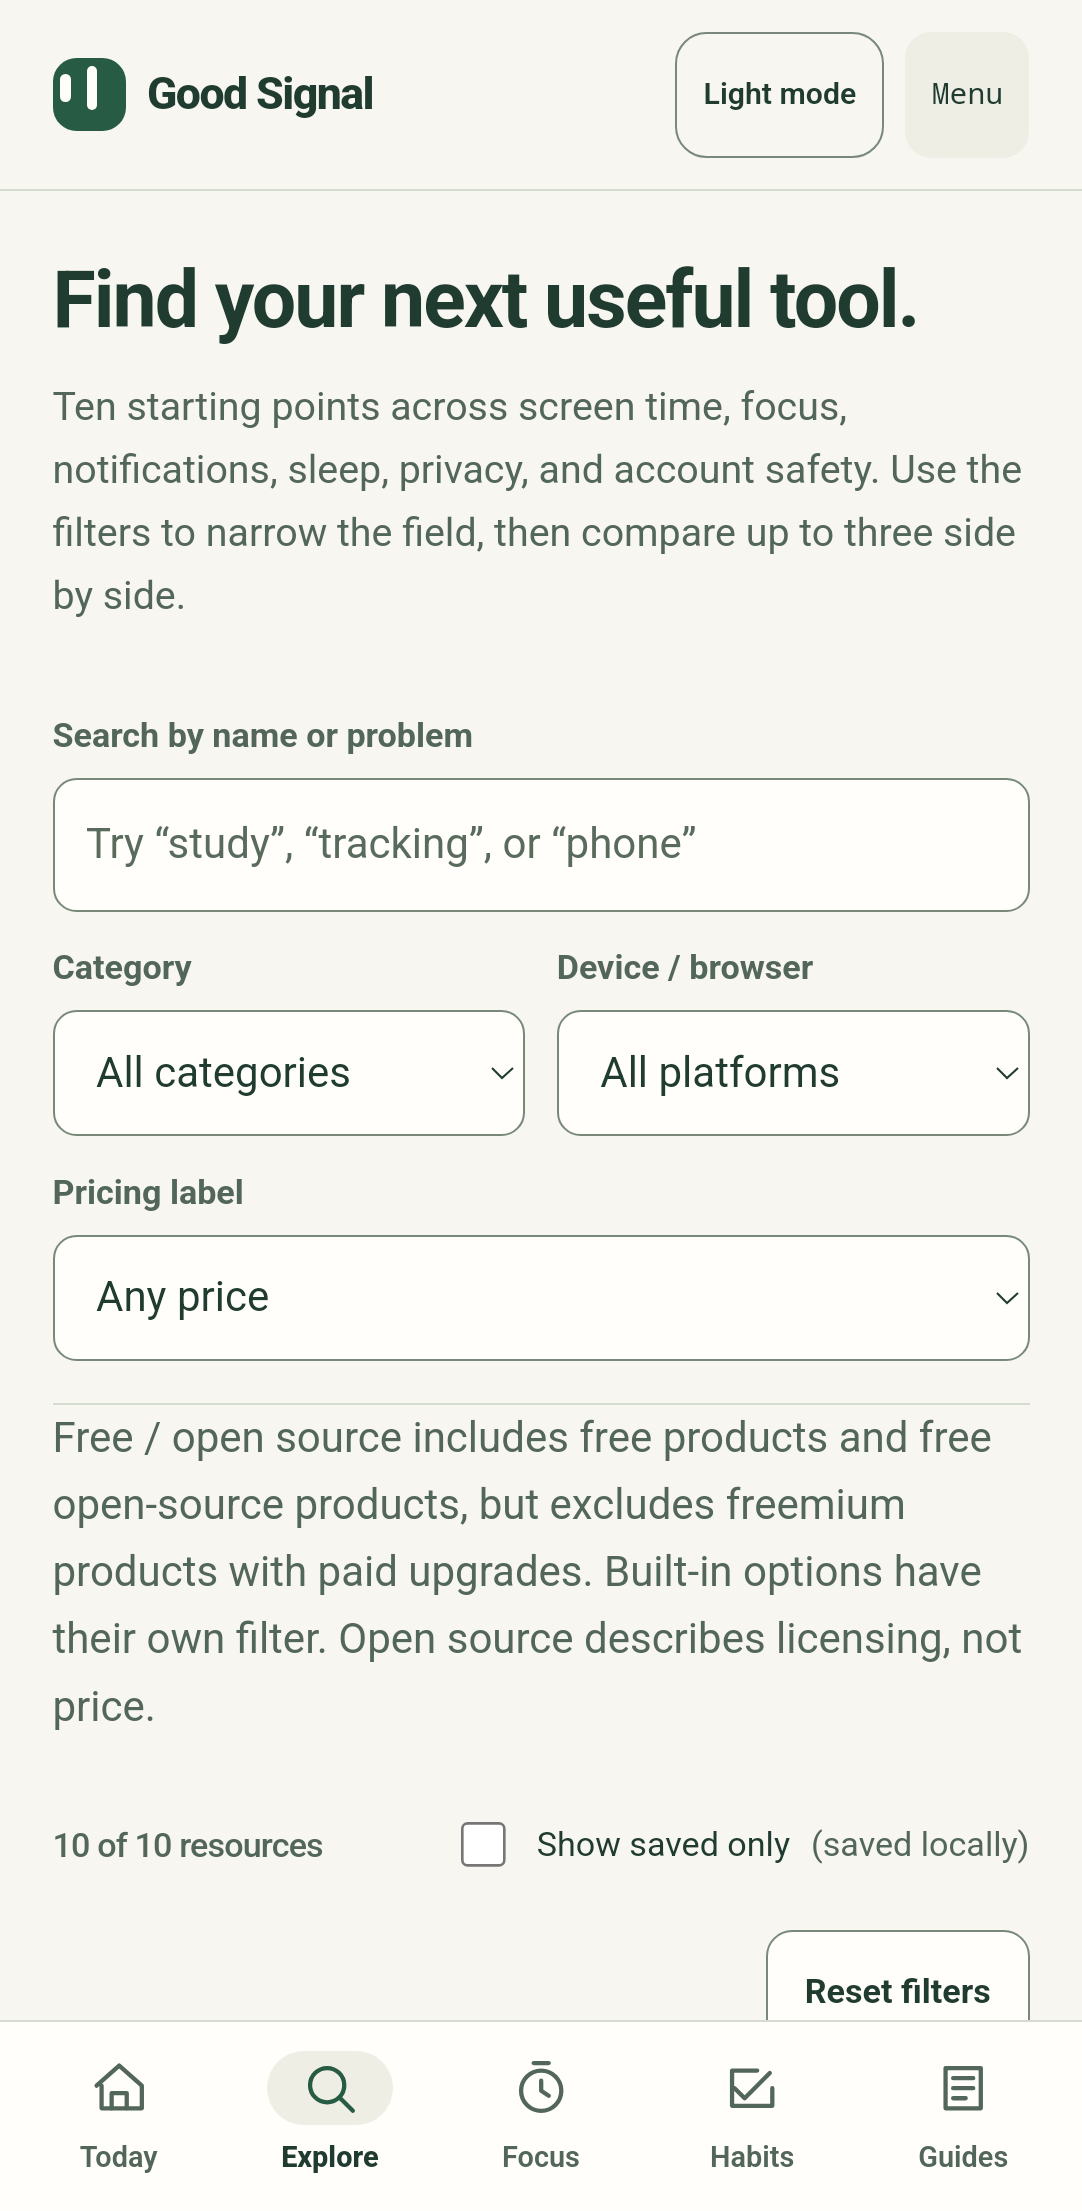 Good Signal
Light mode
Menu
Find your next useful tool.
Ten starting points across screen time, focus,
notifications, sleep, privacy, and account safety. Use the
filters to narrow the field, then compare up to three side
by side.
Search by name or problem
Try “study”, “tracking”, or “phone”
Category
Device / browser
All categories
All platforms
Pricing label
Any price
Free / open source includes free products and free
open-source products, but excludes freemium
products with paid upgrades. Built-in options have
their own filter. Open source describes licensing, not
price.
10 of 10 resources
Show saved only (saved locally)
Reset filters
Today
Explore
Focus
Habits
Guides